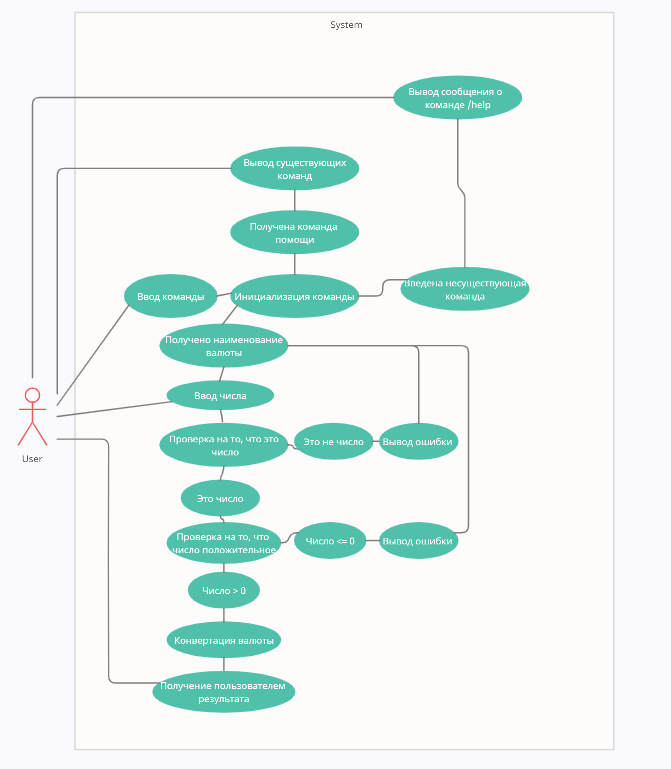 System
Вывод сообщения о
команде /help
Вывод существующих
команд
Получена команда
помощи
Ввод команды
Инициализация команды
Введена несуществующая
команда
Получено наименование
валюты
Ввод числа
Проверка на то, что это
число
Это не число
Вывод ошибки
User
Это число
Проверка на то, что
число положительное
Число <= 0
Вывод ошибки
Число > 0
Конвертация валюты
Получение пользователем
результата